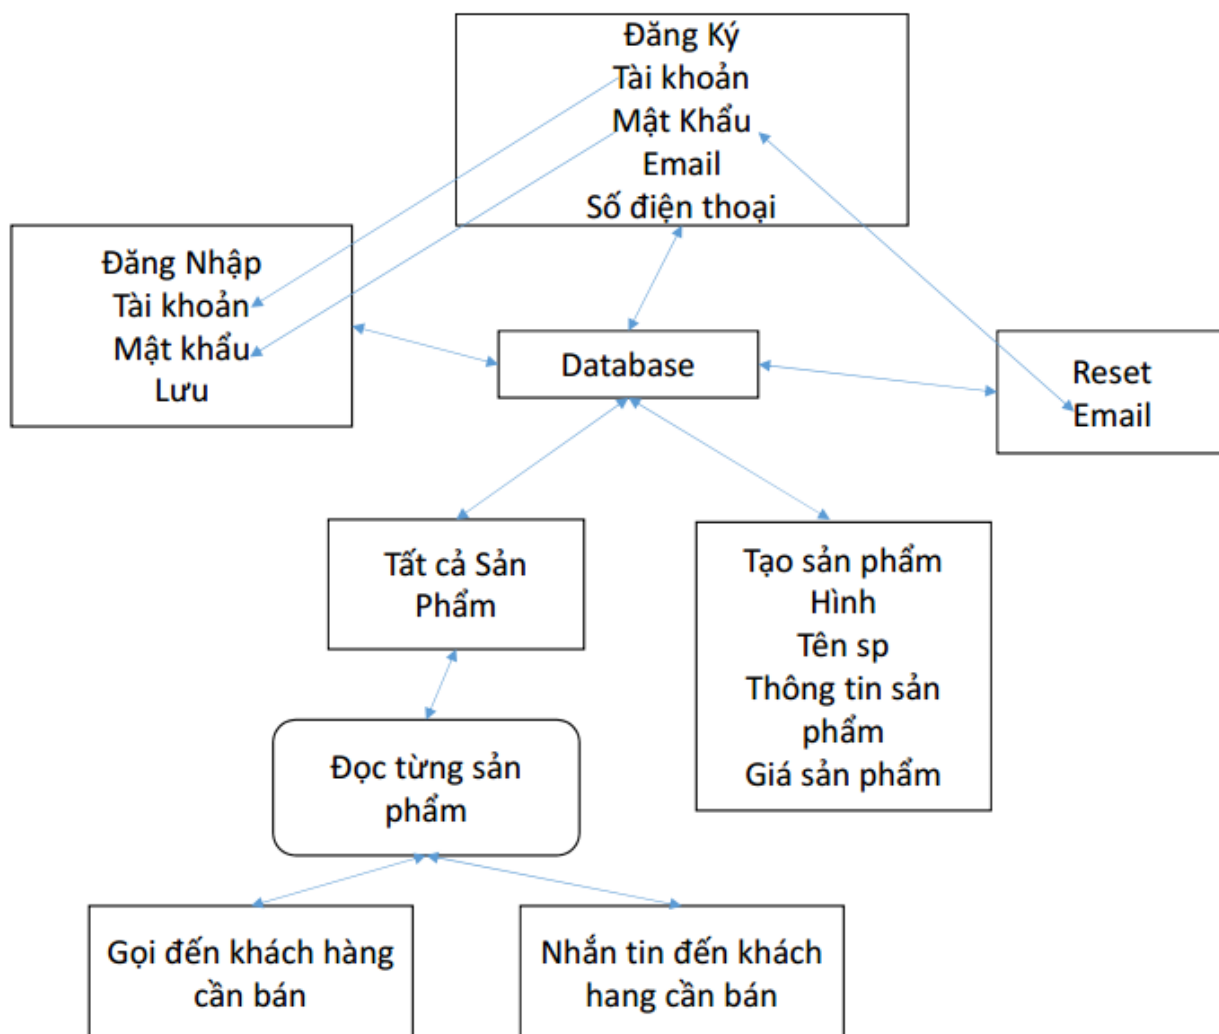 Đăng Ký
Tài khoản
Mật Khẩu
Email
Số điện thoại
Đăng Nhập
Tài khoản
Mật khẩu
Lưu
Database
Reset
Email
Tất cả Sản
Phẩm
Tạo sản phẩm
Hình
Tên sp
Thông tin sản
phẩm
Giá sản phẩm
Đọc từng sản
phẩm
Gọi đến khách hàng
cần bán
Nhắn tin đến khách
hang cần bán